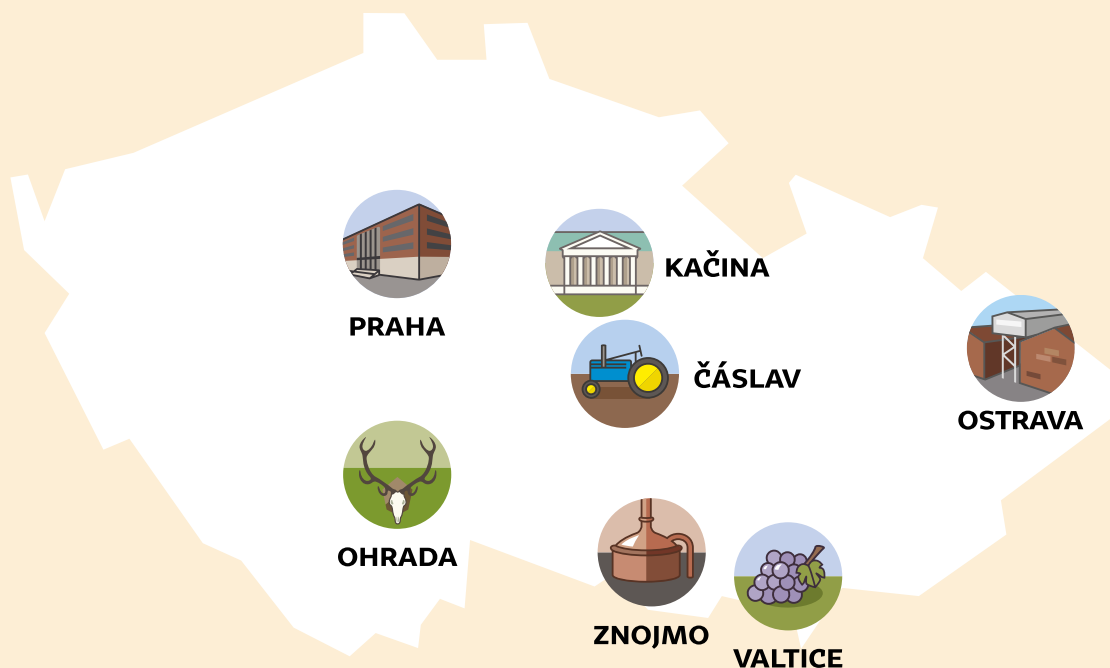 KAČINA
PRAHA
ČÁSLAV
OSTRAVA
OHRADA
ZNOJMO
VALTICE